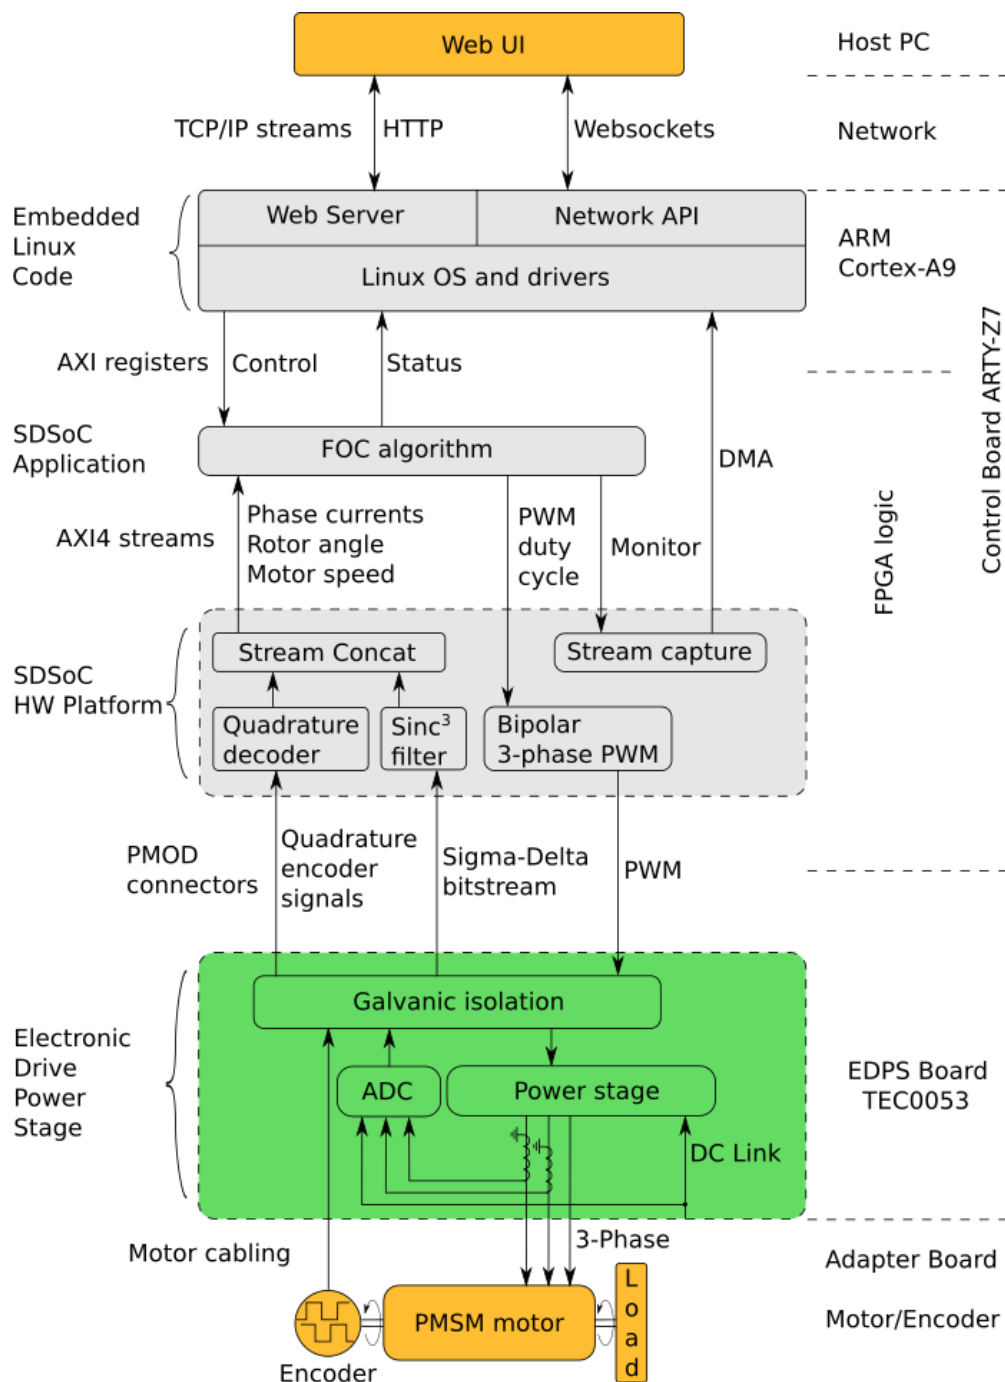 Web UI
Host PC
TCP/IP streams
HTTP
Websockets
Network
Embedded
Linux
Code
Web Server
Network API
Linux OS and drivers
ARM
Cortex-A9
Control Board ARTY-Z7
AXI registers
Control
Status
DMA
SDSoC
Application
FOC algorithm
AXI4 streams
Phase currents
Rotor angle
Motor speed
PWM
duty
cycle
Monitor
FPGA logic
SDSoC
HW Platform
Stream Concat
Stream capture
Quadrature
decoder
Sinc³
filter
Bipolar
3-phase PWM
PMOD
connectors
Quadrature
encoder
signals
Sigma-Delta
bitstream
PWM
Electronic
Drive
Power
Stage
Galvanic isolation
ADC
Power stage
DC Link
EDPS Board
TEC0053
Motor cabling
3-Phase
Adapter Board
PMSM motor
Load
Motor/Encoder
Encoder